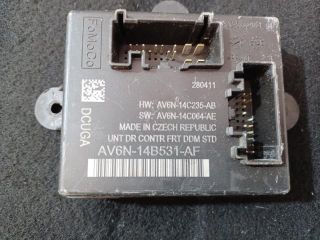 FoMoCo
280411
HW: AV6N-14C235-AB
SW: AV6N-14C064-AE
MADE IN CZECH REPUBLIC
UNT DR CONTR FRT DDM STD
AV6N-14B531-AF
DCUGA